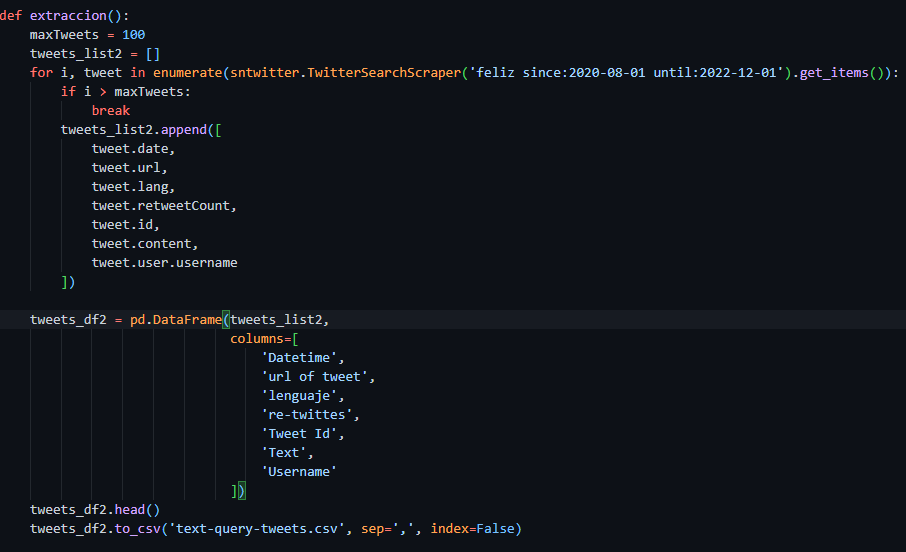 def extraccion():
    maxTweets = 100
    tweets_list2 = []
    for i, tweet in enumerate(sntwitter.TwitterSearchScraper('feliz since:2020-08-01 until:2022-12-01').get_items()):
        if i > maxTweets:
            break
        tweets_list2.append([
            tweet.date,
            tweet.url,
            tweet.lang,
            tweet.retweetCount,
            tweet.id,
            tweet.content,
            tweet.user.username
        ])

    tweets_df2 = pd.DataFrame(tweets_list2,
                              columns=[
                                  'Datetime',
                                  'url of tweet',
                                  'lenguaje',
                                  're-twittes',
                                  'Tweet Id',
                                  'Text',
                                  'Username'
                              ])
    tweets_df2.head()
    tweets_df2.to_csv('text-query-tweets.csv', sep=',', index=False)